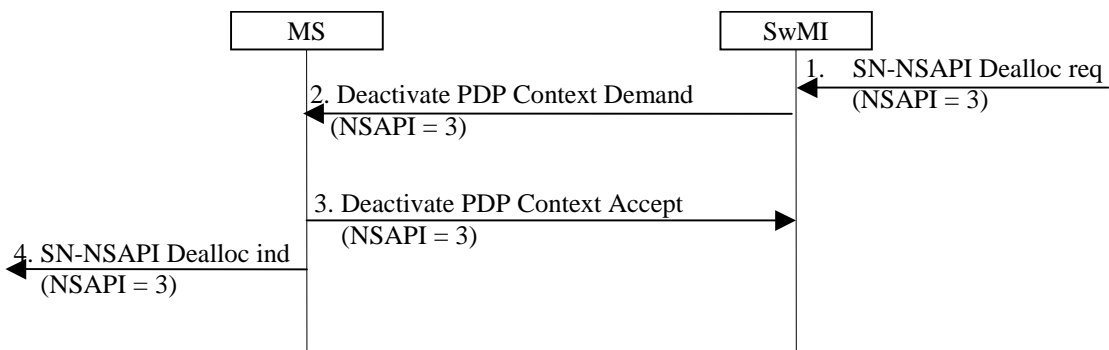 MS
SwMI
1. SN-NSAPI Dealloc req
(NSAPI = 3)
2. Deactivate PDP Context Demand
(NSAPI = 3)
3. Deactivate PDP Context Accept
(NSAPI = 3)
4. SN-NSAPI Dealloc ind
(NSAPI = 3)